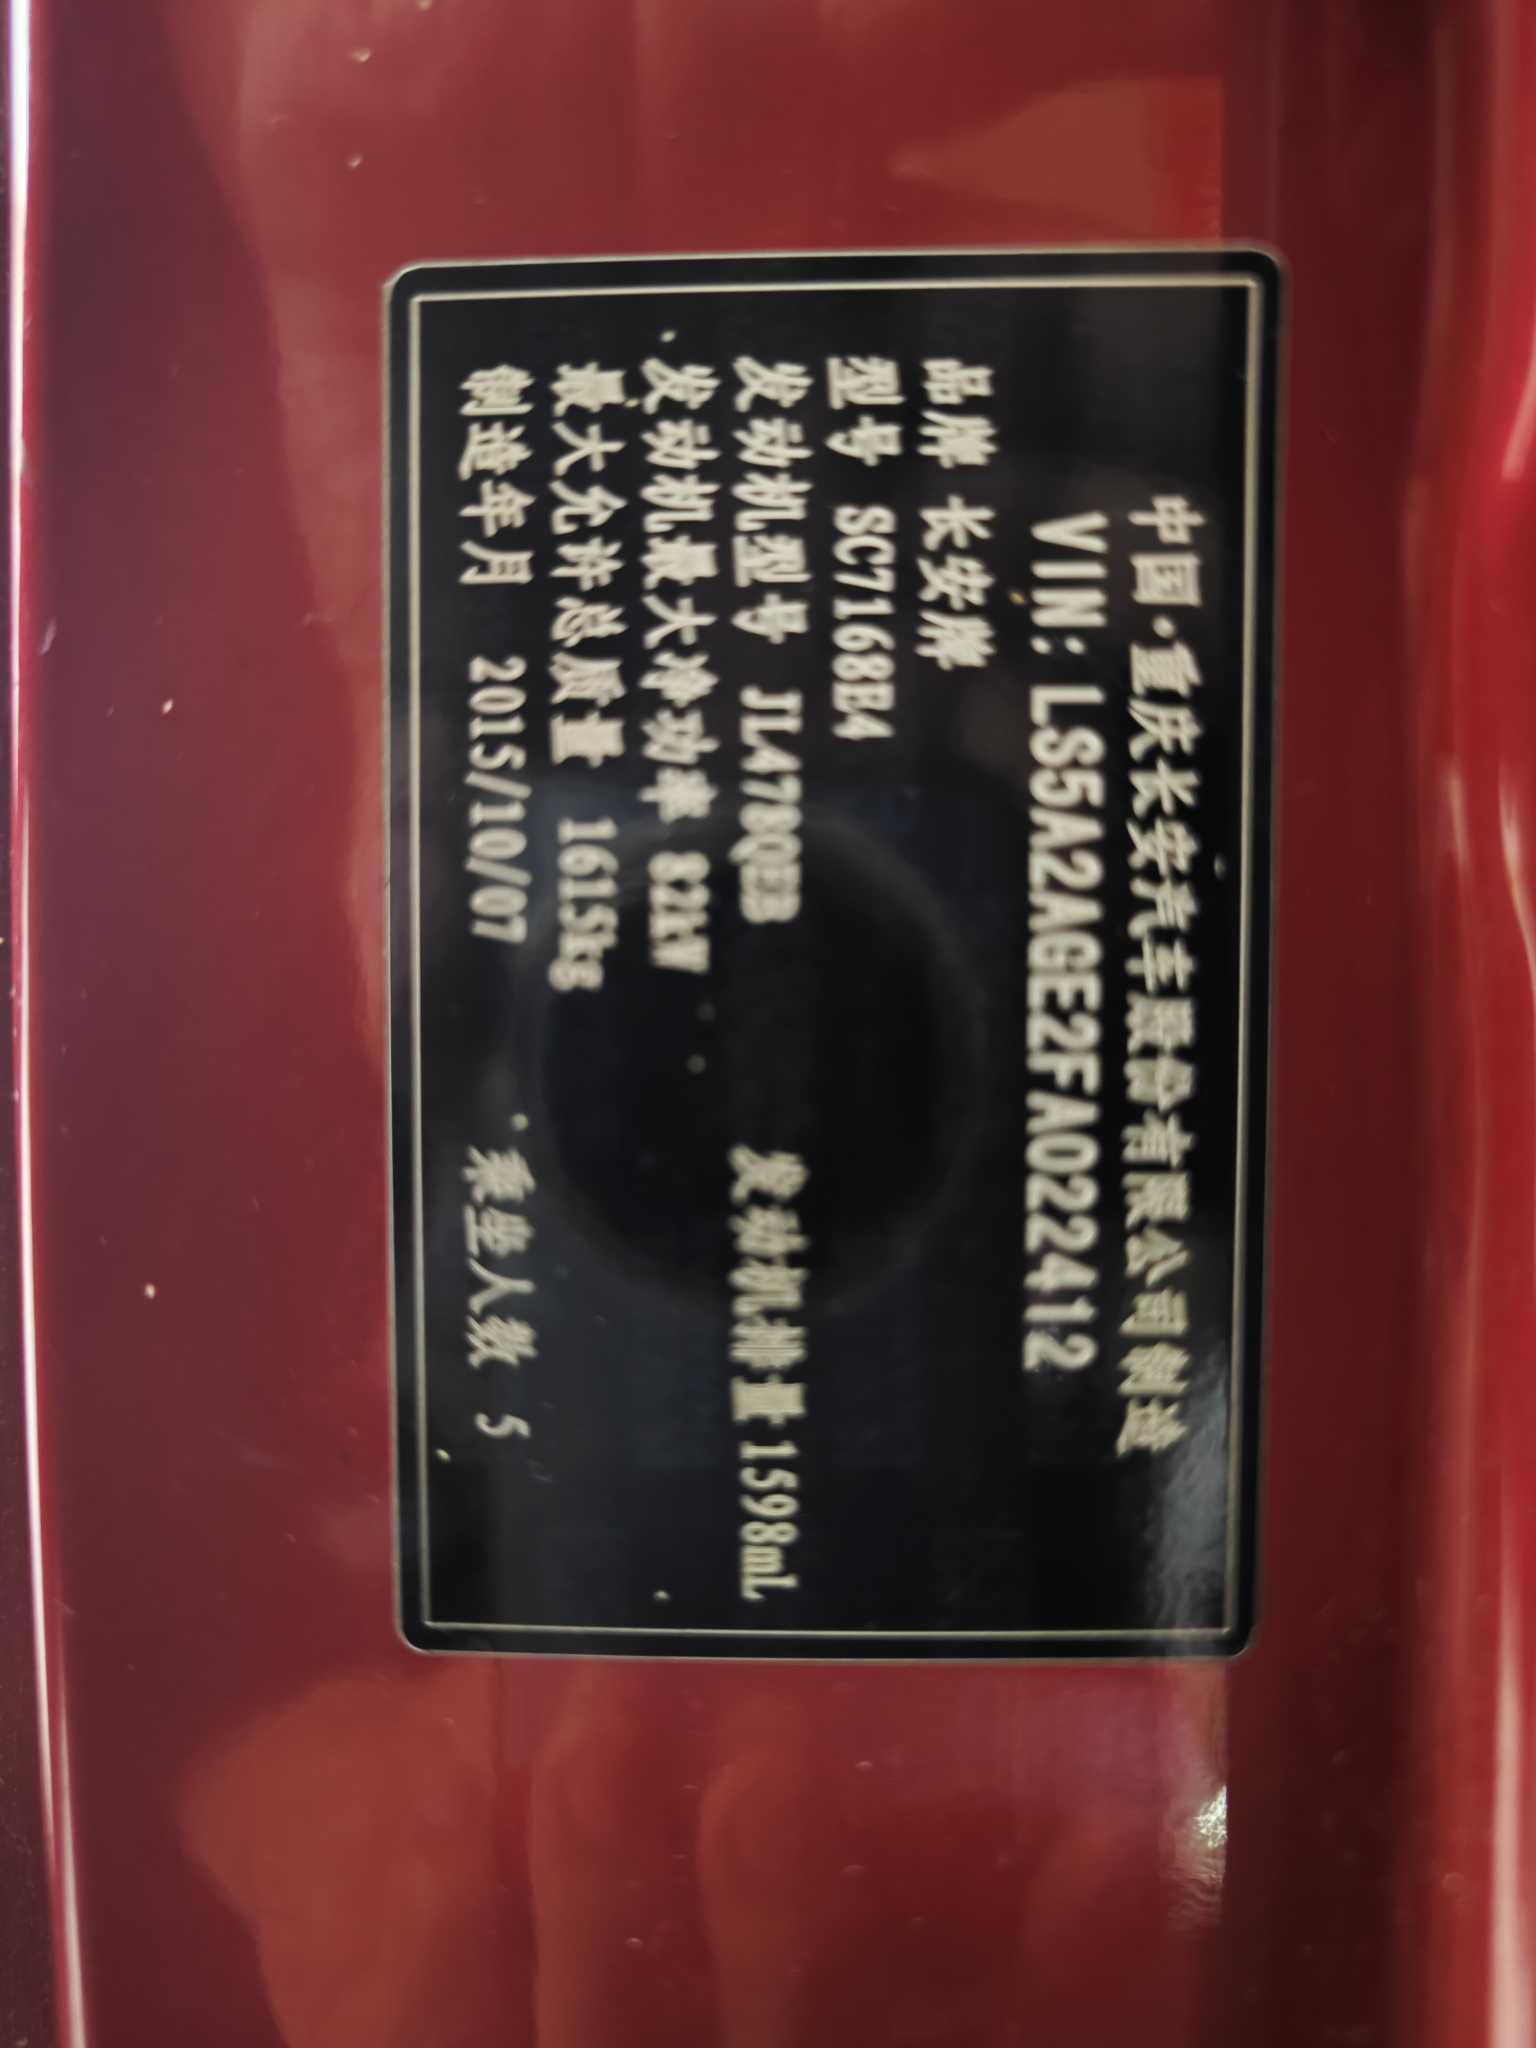 中国·重庆长安汽车股份有限公司制造
VIN: LS5A2AGE2FA022412
品牌 长安牌
型号 SC7168B4
发动机型号 JL478QEB 发动机排量 1598mL
发动机最大净功率 82kW
最大允许总质量 1615kg
制造年月 2015/10/07 乘坐人数 5